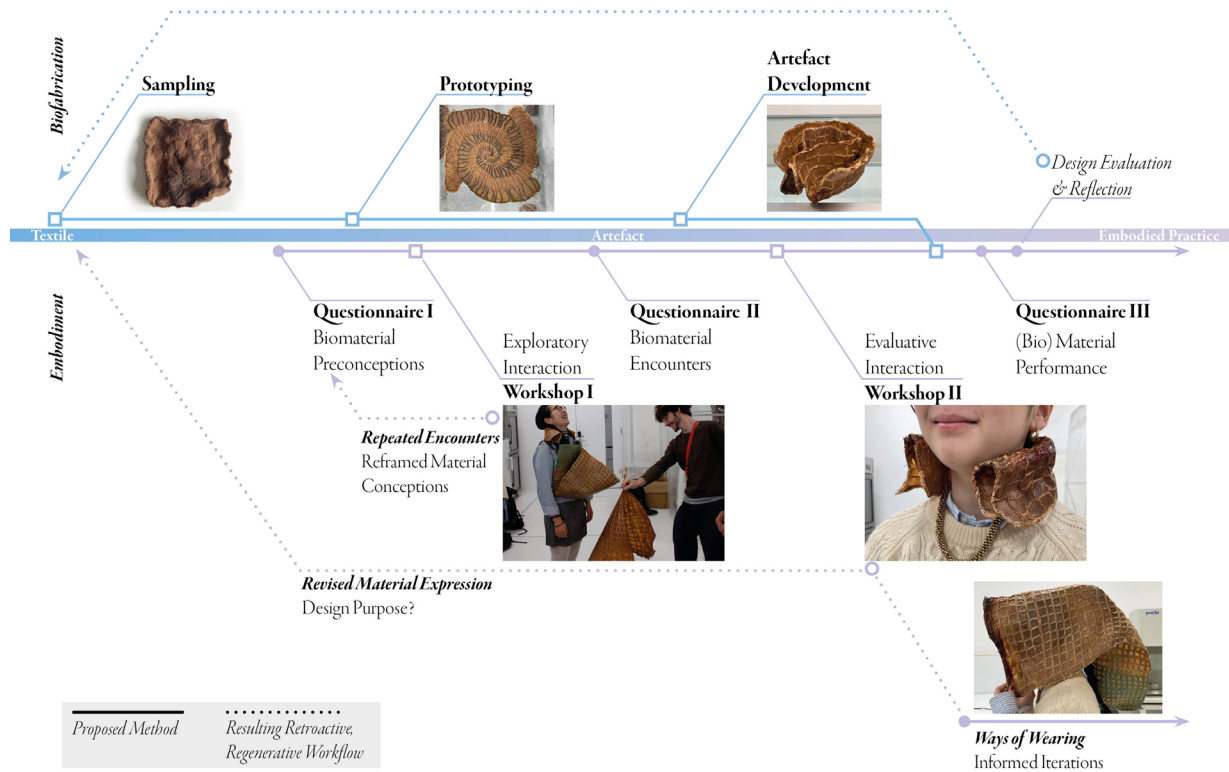 Biofabrication
Sampling
Prototyping
Artefact
Development
Design Evaluation
& Reflection
Textile
Artefact
Embodied Practice
Embodiment
Questionnaire I
Biomaterial
Preconceptions
Exploratory
Interaction
Workshop I
Questionnaire II
Biomaterial
Encounters
Evaluative
Interaction
Workshop II
Questionnaire III
(Bio) Material
Performance
Repeated Encounters
Reframed Material
Conceptions
Revised Material Expression
Design Purpose?
Ways of Wearing
Informed Iterations
Proposed Method
Resulting Retroactive,
Regenerative Workflow